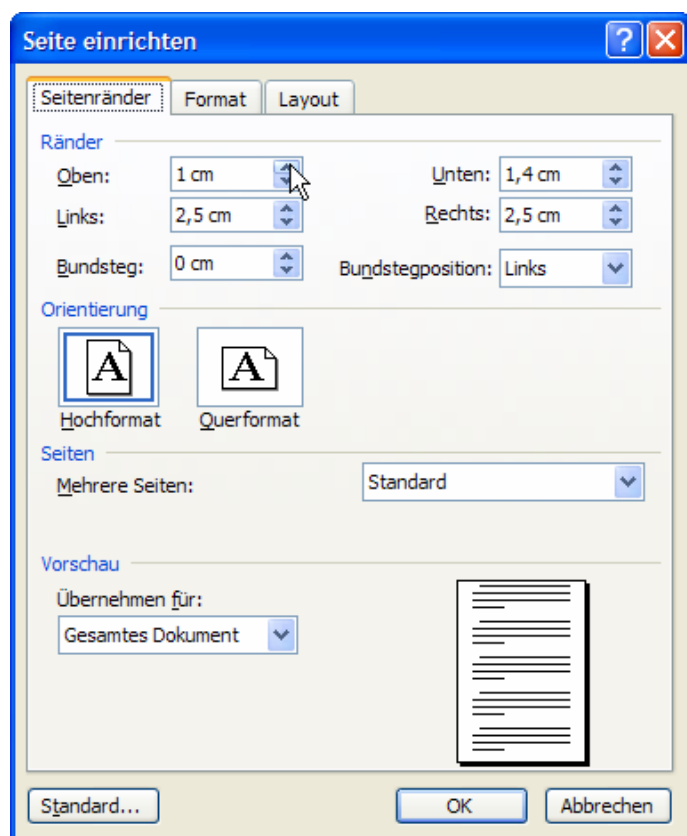 Seite einrichten
Seitenränder Format Layout
Ränder
Oben: 1 cm Unten: 1,4 cm
Links: 2,5 cm Rechts: 2,5 cm
Bundsteg: 0 cm Bundstegposition: Links
Orientierung
A A
Hochformat Querformat
Seiten
Mehrere Seiten: Standard
Vorschau
Übernehmen für:
Gesamtes Dokument
Standard... OK Abbrechen